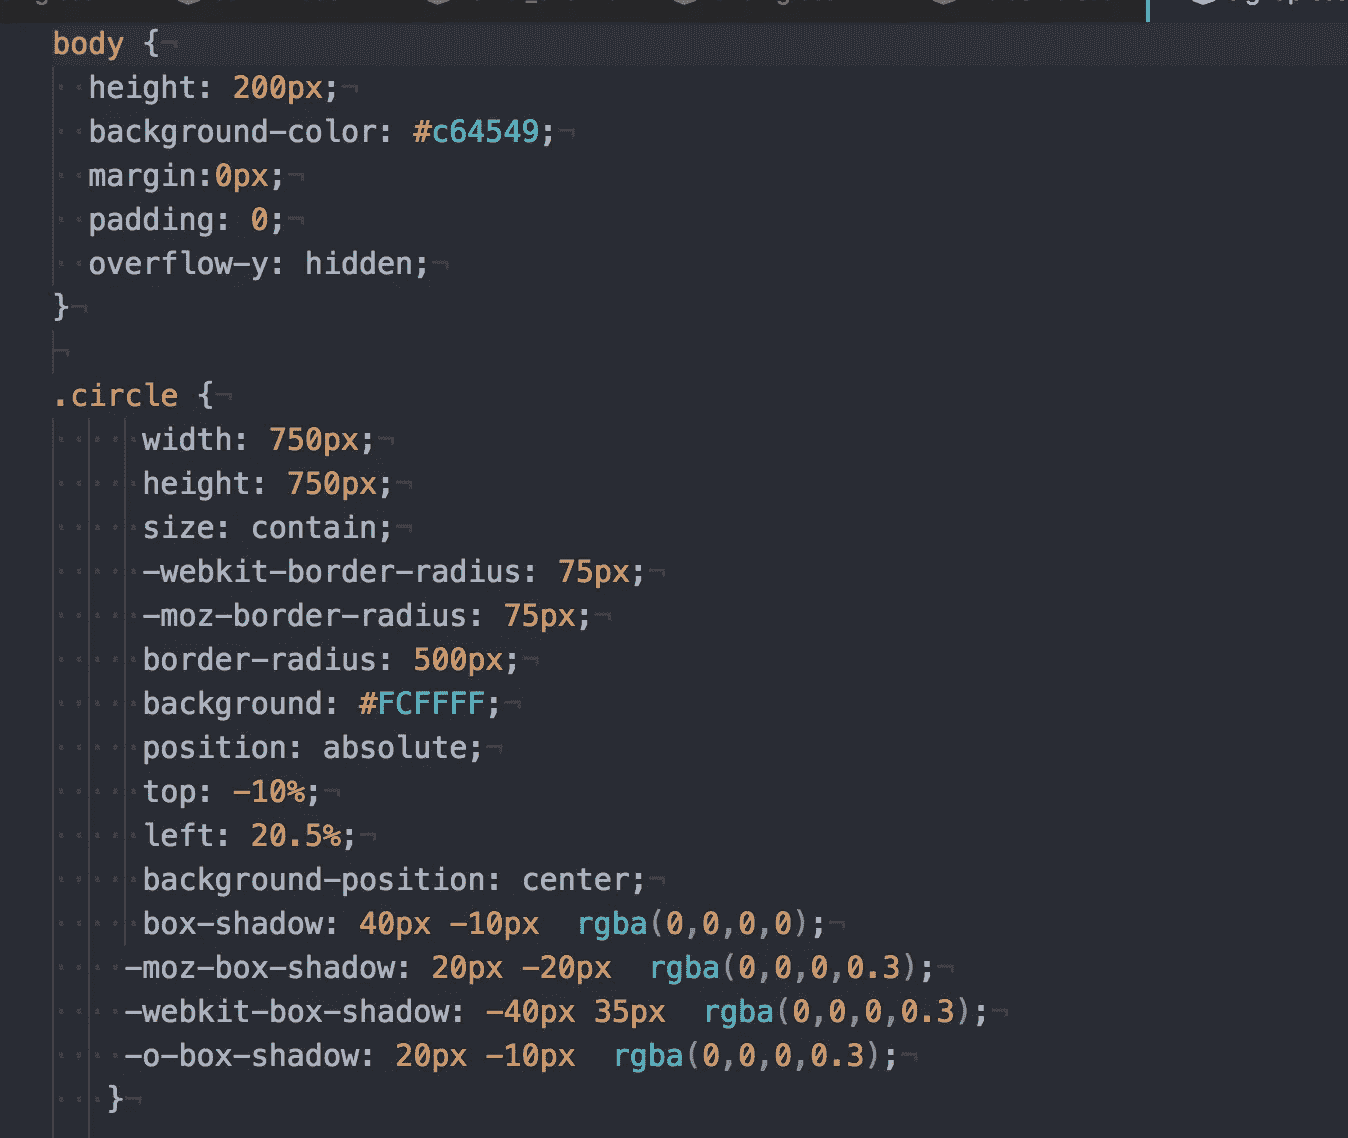 body {
height: 200px;
background-color: #c64549;
margin:0px;
padding: 0;
overflow-y: hidden;
}
.circle {
width: 750px;
height: 750px;
size: contain;
-webkit-border-radius: 75px;
-moz-border-radius: 75px;
border-radius: 500px;
background: #FCFFFF;
position: absolute;
top: -10%;
left: 20.5%;
background-position: center;
box-shadow: 40px -10px  rgba(0,0,0,0);
-moz-box-shadow: 20px -20px  rgba(0,0,0,0.3);
-webkit-box-shadow: -40px 35px  rgba(0,0,0,0.3);
-o-box-shadow: 20px -10px  rgba(0,0,0,0.3);
}